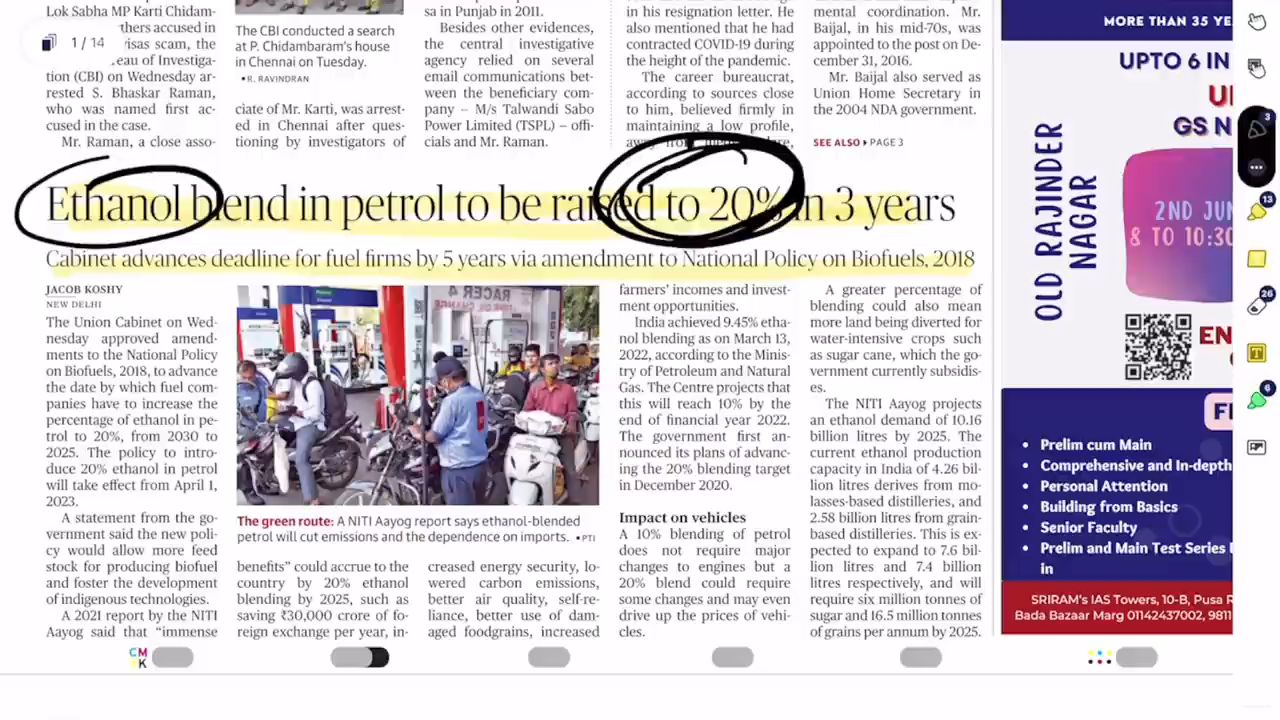 Lok Sabha MP Karti Chidam-
thers accused in
visas scam, the
eau of Investiga-
tion (CBI) on Wednesday ar-
rested S. Bhaskar Raman,
who was named first ac-
cused in the case.
Mr. Raman, a close asso-
1 / 14
The CBI conducted a search
at P. Chidambaram's house
in Chennai on Tuesday.
▪R. RAVINDRAN
ciate of Mr. Karti, was arrest-
ed in Chennai after ques-
tioning by investigators of
sa in Punjab in 2011.
Besides other evidences,
the central investigative
agency relied on several
email communications bet-
ween the beneficiary com-
pany – M/s Talwandi Sabo
Power Limited (TSPL) – offi-
cials and Mr. Raman.
in his resignation letter. He
also mentioned that he had
contracted COVID-19 during
the height of the pandemic.
The career bureaucrat,
according to sources close
to him, believed firmly in
maintaining a low profile,
away from
mental coordination. Mr.
Baijal, in his mid-70s, was
appointed to the post on De-
cember 31, 2016.
Mr. Baijal also served as
Union Home Secretary in
the 2004 NDA government.
SEE ALSO PAGE 3
Ethanol blend in petrol to be raised to 20% in 3 years
Cabinet advances deadline for fuel firms by 5 years via amendment to National Policy on Biofuels, 2018
JACOB KOSHY
NEW DELHI
The Union Cabinet on Wed-
nesday approved amend-
ments to the National Policy
on Biofuels, 2018, to advance
the date by which fuel com-
panies have to increase the
percentage of ethanol in pe-
trol to 20%, from 2030 to
2025. The policy to intro-
duce 20% ethanol in petrol
will take effect from April 1,
2023.
A statement from the go-
vernment said the new poli-
cy would allow more feed
stock for producing biofuel
and foster the development
of indigenous technologies.
A 2021 report by the NITI
Aayog said that “immense
RACER 4
OIL CHANGE
The green route: A NITI Aayog report says ethanol-blended
petrol will cut emissions and the dependence on imports. ▪PTI
benefits” could accrue to the
country by 20% ethanol
blending by 2025, such as
saving ₹30,000 crore of fo-
reign exchange per year, in-
creased energy security, lo-
wered carbon emissions,
better air quality, self-re-
liance, better use of dam-
aged foodgrains, increased
farmers' incomes and invest-
ment opportunities.
India achieved 9.45% etha-
nol blending as on March 13,
2022, according to the Minis-
try of Petroleum and Natural
Gas. The Centre projects that
this will reach 10% by the
end of financial year 2022.
The government first an-
nounced its plans of advanc-
ing the 20% blending target
in December 2020.
Impact on vehicles
A 10% blending of petrol
does not require major
changes to engines but a
20% blend could require
some changes and may even
drive up the prices of vehi-
cles.
A greater percentage of
blending could also mean
more land being diverted for
water-intensive crops such
as sugar cane, which the go-
vernment currently subsidis-
es.
The NITI Aayog projects
an ethanol demand of 10.16
billion litres by 2025. The
current ethanol production
capacity in India of 4.26 bil-
lion litres derives from mo-
lasses-based distilleries, and
2.58 billion litres from grain-
based distilleries. This is ex-
pected to expand to 7.6 bil-
lion litres and 7.4 billion
litres respectively, and will
require six million tonnes of
sugar and 16.5 million tonnes
of grains per annum by 2025.
CM
YK
MORE THAN 35 YE
UPTO 6 IN
U
GS N
OLD RAJINDER
NAGAR
2ND JUN
8 TO 10:30
EN
FI
• Prelim cum Main
• Comprehensive and In-depth
• Personal Attention
• Building from Basics
• Senior Faculty
• Prelim and Main Test Series
in
SRIRAM's IAS Towers, 10-B, Pusa R
Bada Bazaar Marg 01142437002, 9811
3
13
26
T
6